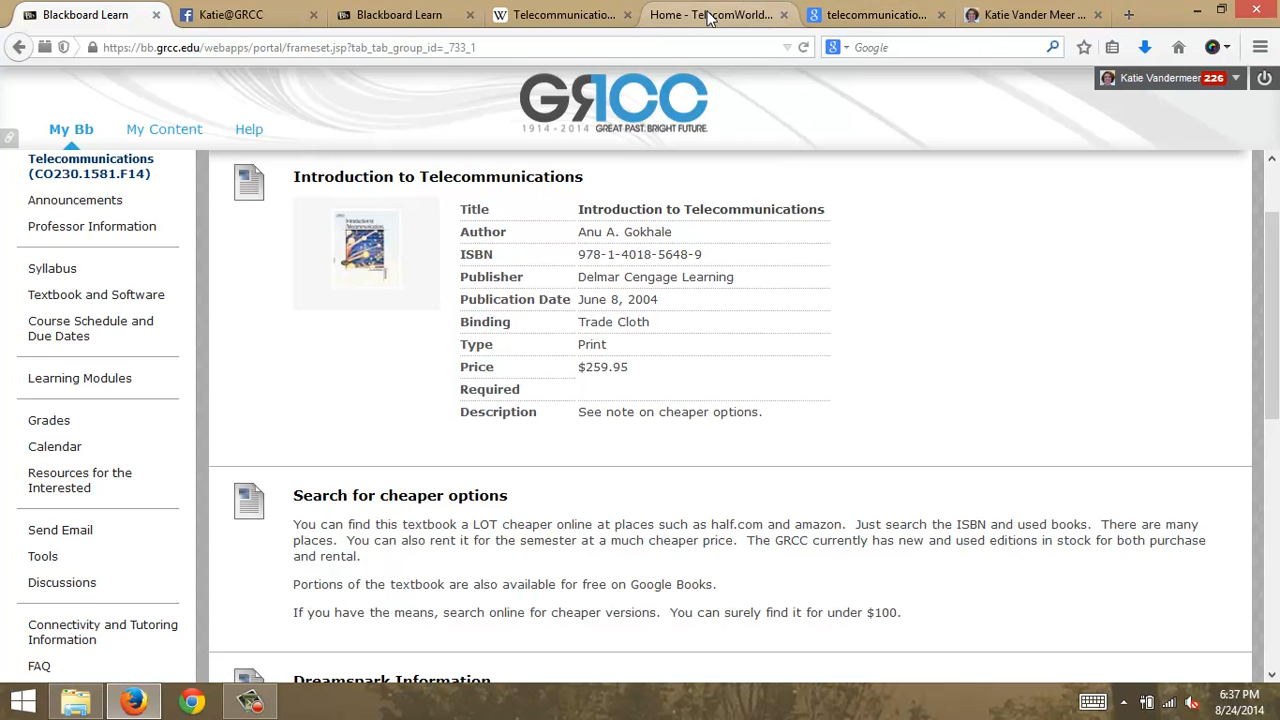 Blackboard Learn
Katie@GRCC
Blackboard Learn
Telecommunicatio...
Home - TelecomWorld...
telecommunicatio...
Katie Vander Meer ...
https://bb.grcc.edu/webapps/portal/frameset.jsp?tab_tab_group_id=_733_1
Google
Katie Vandermeer 226
GRCC
1914-2014 GREAT PAST. BRIGHT FUTURE.
My Bb
My Content
Help
Telecommunications
(CO230.1581.F14)
Announcements
Professor Information
Syllabus
Textbook and Software
Course Schedule and
Due Dates
Learning Modules
Grades
Calendar
Resources for the
Interested
Send Email
Tools
Discussions
Connectivity and Tutoring
Information
FAQ
Introduction to Telecommunications
Title Introduction to Telecommunications
Author Anu A. Gokhale
ISBN 978-1-4018-5648-9
Publisher Delmar Cengage Learning
Publication Date June 8, 2004
Binding Trade Cloth
Type Print
Price $259.95
Required
Description See note on cheaper options.
Search for cheaper options
You can find this textbook a LOT cheaper online at places such as half.com and amazon. Just search the ISBN and used books. There are many
places. You can also rent it for the semester at a much cheaper price. The GRCC currently has new and used editions in stock for both purchase
and rental.
Portions of the textbook are also available for free on Google Books.
If you have the means, search online for cheaper versions. You can surely find it for under $100.
Dreamspark Information
6:37 PM
8/24/2014